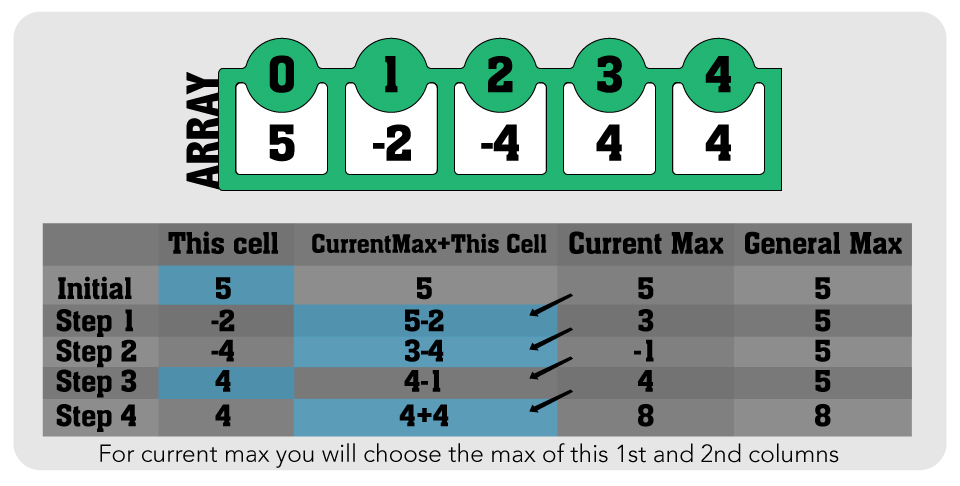 ARRAY
0 1 2 3 4
5 -2 -4 4 4
This cell CurrentMax+This Cell Current Max General Max
Initial 5 5 5 5
Step 1 -2 5-2 3 5
Step 2 -4 3-4 -1 5
Step 3 4 4-1 4 5
Step 4 4 4+4 8 8
For current max you will choose the max of this 1st and 2nd columns